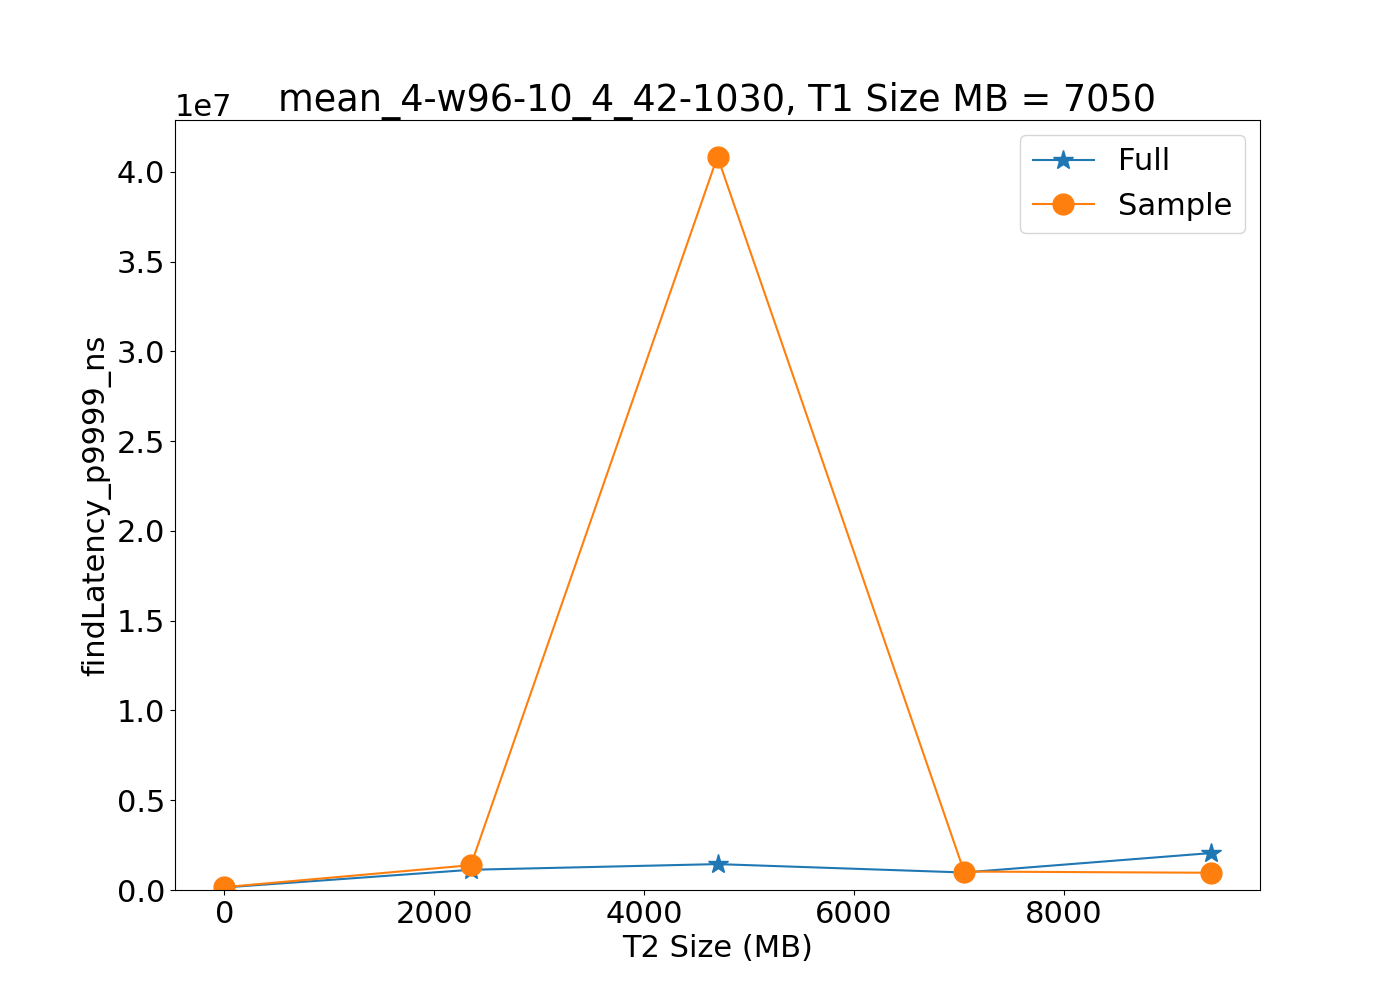 mean_4-w96-10_4_42-1030, T1 Size MB = 7050
1e7
Full
Sample
4.0
3.5
3.0
2.5
2.0
1.5
1.0
0.5
0.0
findLatency_p9999_ns
0 2000 4000 6000 8000
T2 Size (MB)